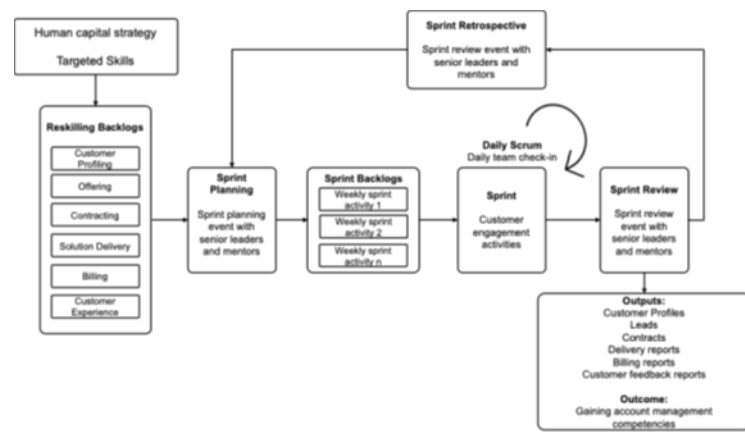 Human capital strategy
Targeted Skills
Reskilling Backlogs
Customer
Profiling
Offering
Contracting
Solution Delivery
Billing
Customer
Experience
Sprint
Planning
Sprint planning
event with
senior leaders
and mentors
Sprint Backlogs
Weekly sprint
activity 1
Weekly sprint
activity 2
Weekly sprint
activity n
Sprint Retrospective
Sprint review event with
senior leaders and
mentors
Daily Scrum
Daily team check-in
Sprint
Customer
engagement
activities
Sprint Review
Sprint review
event with
senior leaders
and mentors
Outputs:
Customer Profiles
Leads
Contracts
Delivery reports
Billing reports
Customer feedback reports
Outcome:
Gaining account management
competencies